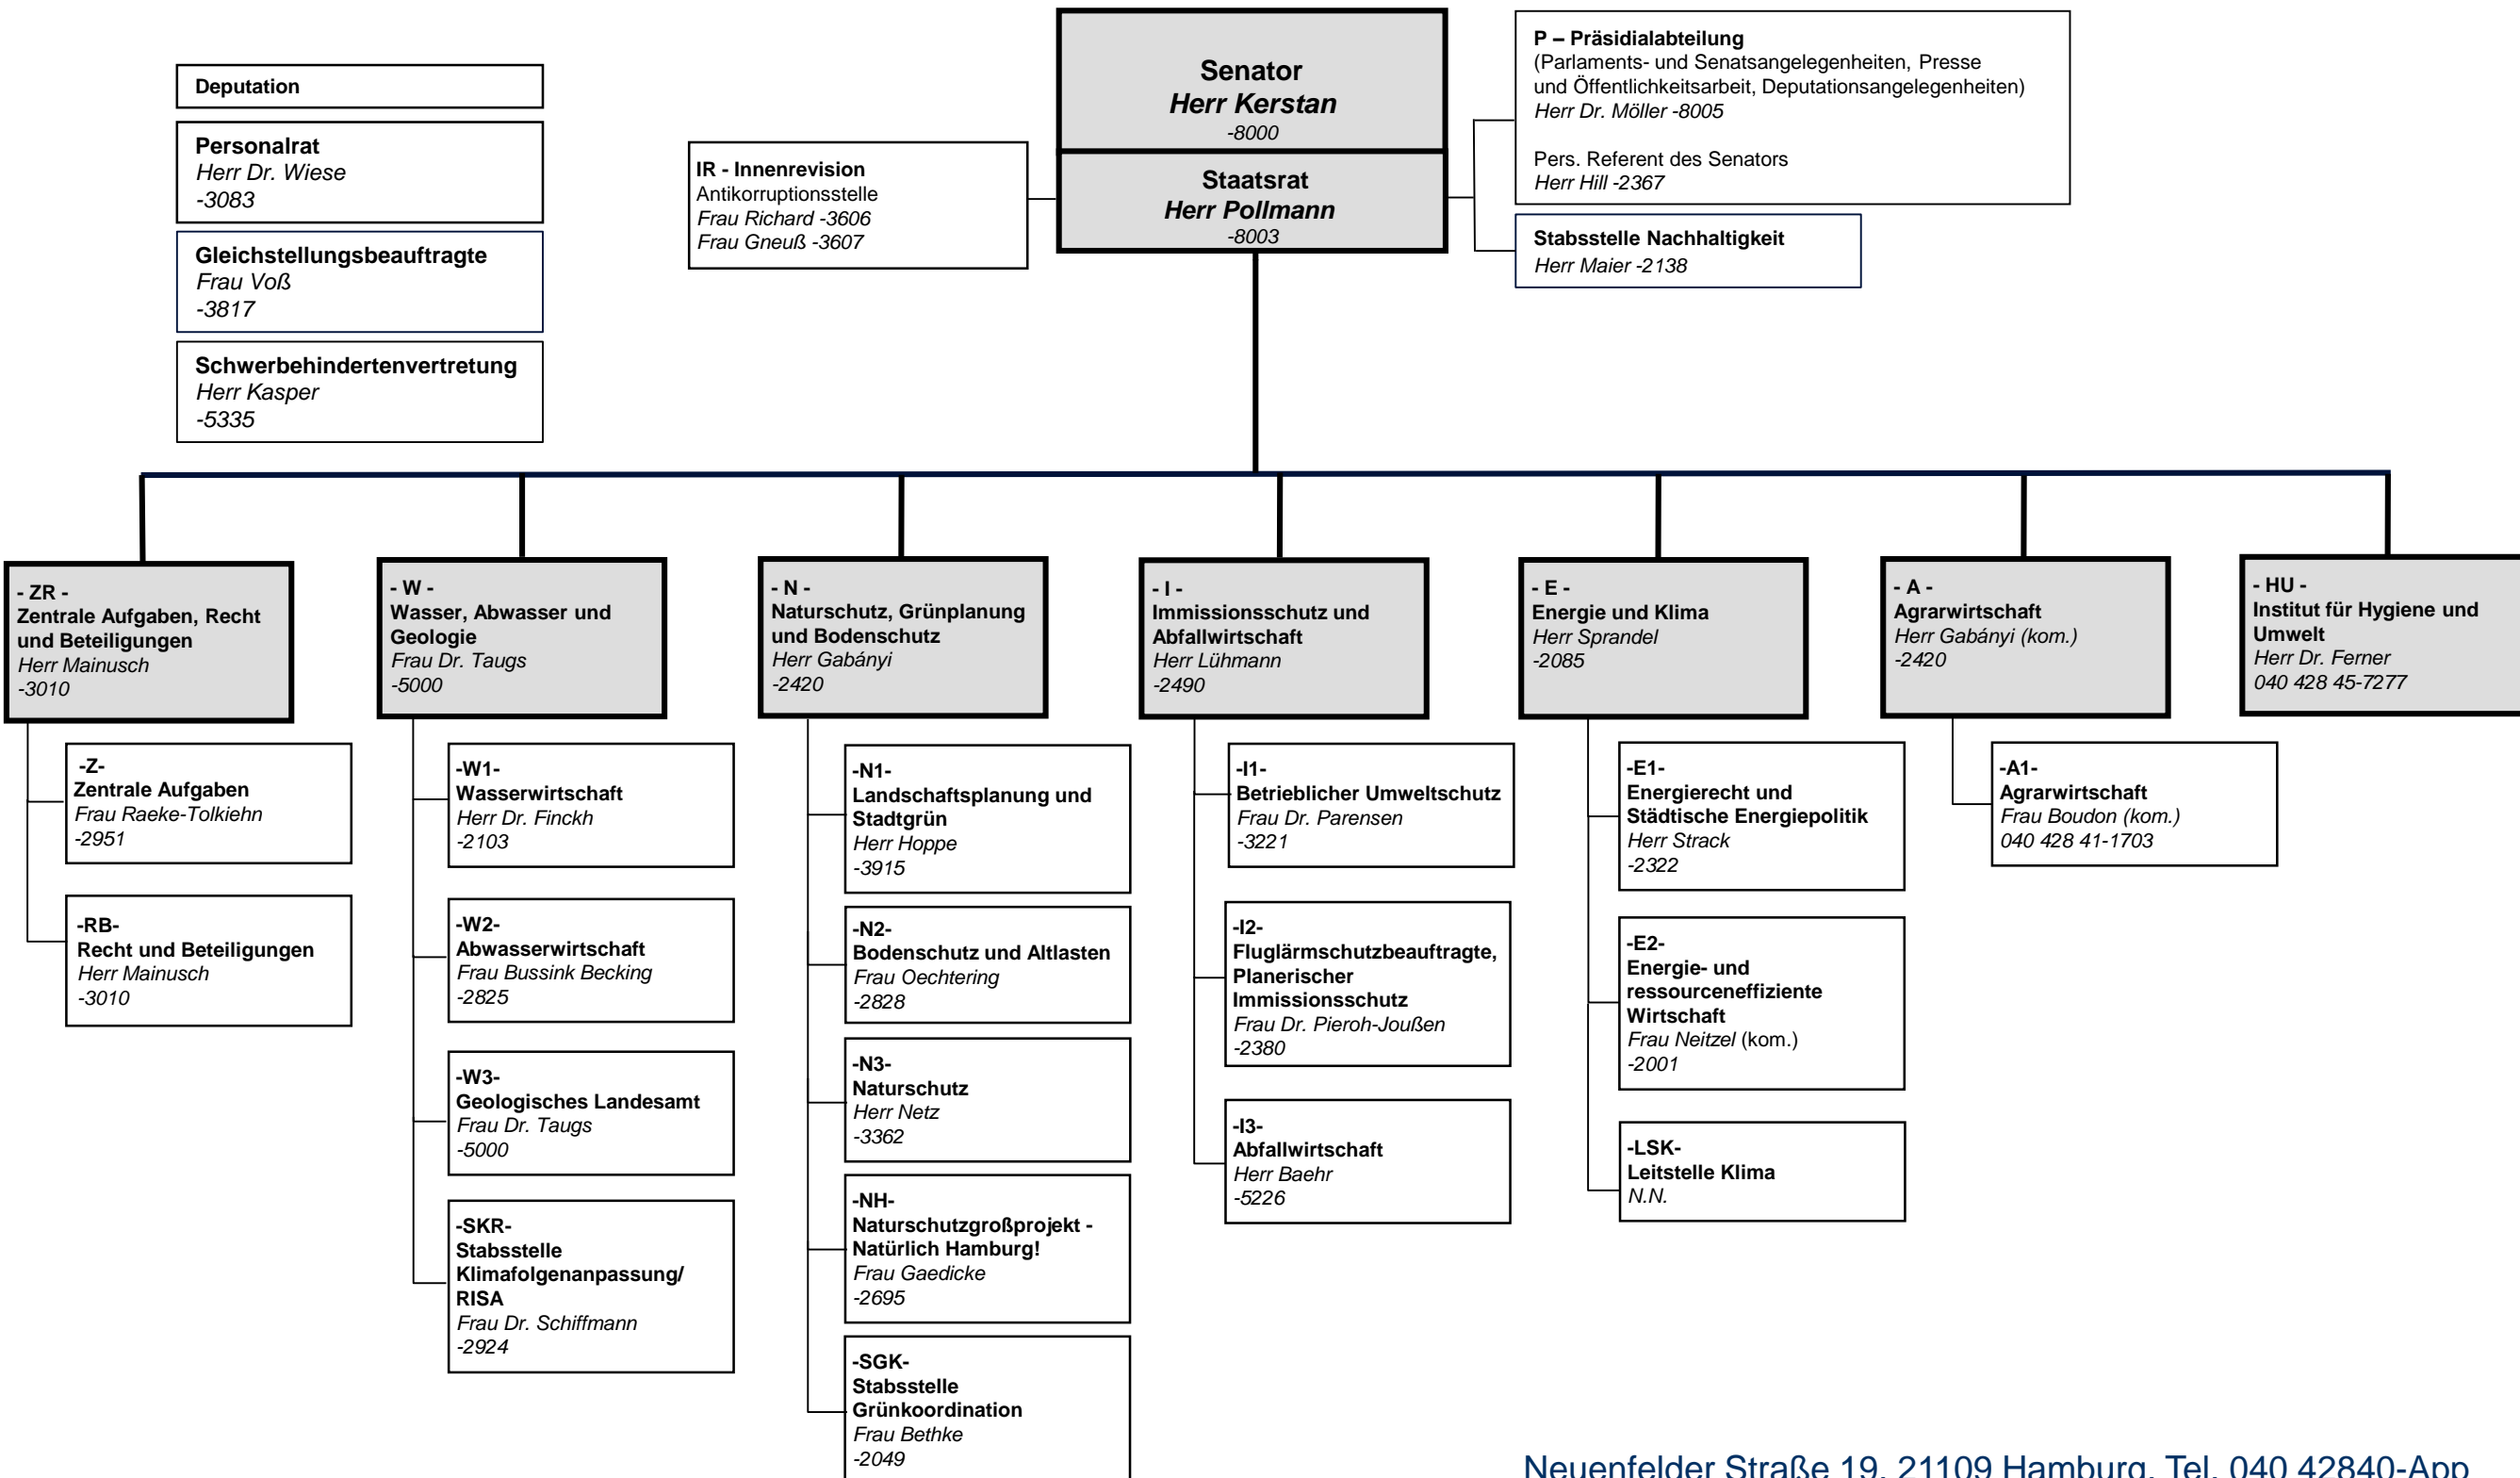 Deputation
Personalrat
Herr Dr. Wiese
-3083
Gleichstellungsbeauftragte
Frau Voß
-3817
Schwerbehindertenvertretung
Herr Kasper
-5335
IR - Innenrevision
Antikorruptionsstelle
Frau Richard -3606
Frau Gneuß -3607
Senator
Herr Kerstan
-8000
Staatsrat
Herr Pollmann
-8003
P – Präsidialabteilung
(Parlaments- und Senatsangelegenheiten, Presse
und Öffentlichkeitsarbeit, Deputationsangelegenheiten)
Herr Dr. Möller -8005
Pers. Referent des Senators
Herr Hill -2367
Stabsstelle Nachhaltigkeit
Herr Maier -2138
- ZR -
Zentrale Aufgaben, Recht
und Beteiligungen
Herr Mainusch
-3010
-Z-
Zentrale Aufgaben
Frau Raeke-Tolkiehn
-2951
-RB-
Recht und Beteiligungen
Herr Mainusch
-3010
- W -
Wasser, Abwasser und
Geologie
Frau Dr. Taugs
-5000
-W1-
Wasserwirtschaft
Herr Dr. Finckh
-2103
-W2-
Abwasserwirtschaft
Frau Bussink Becking
-2825
-W3-
Geologisches Landesamt
Frau Dr. Taugs
-5000
-SKR-
Stabsstelle
Klimafolgenanpassung/
RISA
Frau Dr. Schiffmann
-2924
- N -
Naturschutz, Grünplanung
und Bodenschutz
Herr Gabányi
-2420
-N1-
Landschaftsplanung und
Stadtgrün
Herr Hoppe
-3915
-N2-
Bodenschutz und Altlasten
Frau Oechtering
-2828
-N3-
Naturschutz
Herr Netz
-3362
-NH-
Naturschutzgroßprojekt -
Natürlich Hamburg!
Frau Gaedicke
-2695
-SGK-
Stabsstelle
Grünkoordination
Frau Bethke
-2049
- I -
Immissionsschutz und
Abfallwirtschaft
Herr Lühmann
-2490
-I1-
Betrieblicher Umweltschutz
Frau Dr. Parensen
-3221
-I2-
Fluglärmschutzbeauftragte,
Planerischer
Immissionsschutz
Frau Dr. Pieroh-Joußen
-2380
-I3-
Abfallwirtschaft
Herr Baehr
-5226
- E -
Energie und Klima
Herr Sprandel
-2085
-E1-
Energierecht und
Städtische Energiepolitik
Herr Strack
-2322
-E2-
Energie- und
ressourceneffiziente
Wirtschaft
Frau Neitzel (kom.)
-2001
-LSK-
Leitstelle Klima
N.N.
- A -
Agrarwirtschaft
Herr Gabányi (kom.)
-2420
-A1-
Agrarwirtschaft
Frau Boudon (kom.)
040 428 41-1703
- HU -
Institut für Hygiene und
Umwelt
Herr Dr. Ferner
040 428 45-7277
Neuenfelder Straße 19, 21109 Hamburg, Tel. 040 42840-App